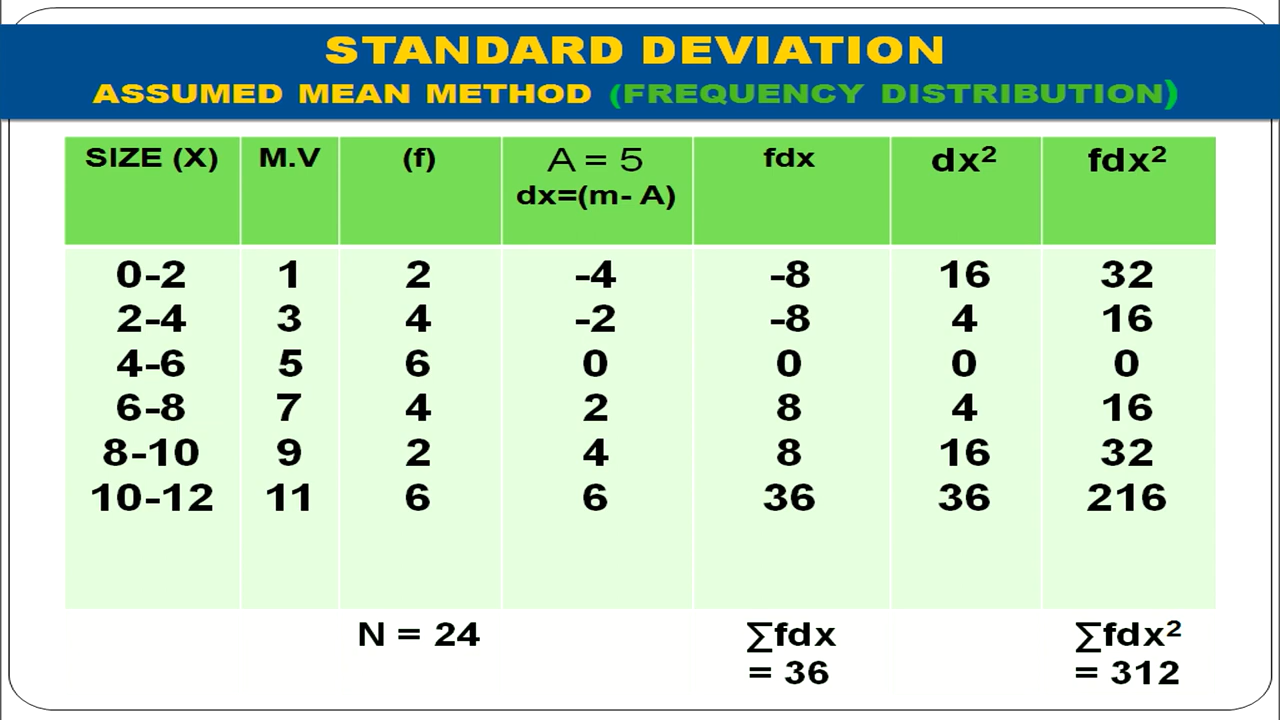 STANDARD DEVIATION
ASSUMED MEAN METHOD (FREQUENCY DISTRIBUTION)
SIZE (X) M.V (f) A = 5 fdx dx² fdx²
dx=(m- A)
0-2 1 2 -4 -8 16 32
2-4 3 4 -2 -8 4 16
4-6 5 6 0 0 0 0
6-8 7 4 2 8 4 16
8-10 9 2 4 8 16 32
10-12 11 6 6 36 36 216
N = 24 ∑fdx ∑fdx²
= 36 = 312